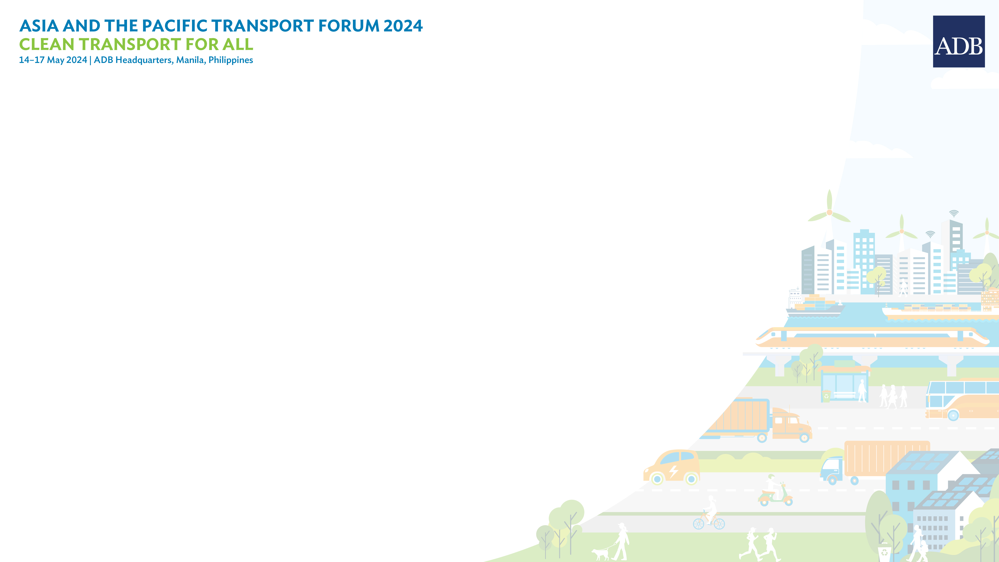 ASIA AND THE PACIFIC TRANSPORT FORUM 2024
CLEAN TRANSPORT FOR ALL
14–17 May 2024 | ADB Headquarters, Manila, Philippines
ADB